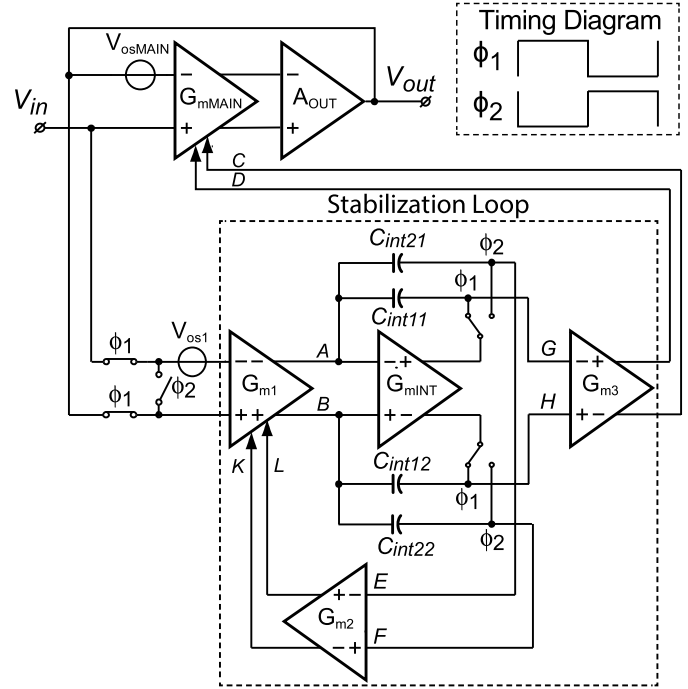 Timing Diagram
ϕ1
ϕ2
VosMAIN
− GmMAIN +
− AOUT +
Vout
Vin
C
D
Stabilization Loop
Cint21
ϕ2
ϕ1
Cint11
Vos1
ϕ1
A
G
− −
Gm1
+ +
− +
GmINT
+ −
− +
Gm3
+ −
ϕ1
ϕ2
B
H
K
L
Cint12
ϕ1
Cint22
ϕ2
E
+ −
Gm2
− +
F